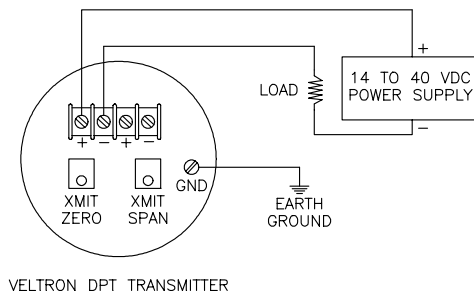 +
14 TO 40 VDC
POWER SUPPLY
−
LOAD
+ − + −
XMIT
ZERO
XMIT
SPAN
GND
EARTH
GROUND
VELTRON DPT TRANSMITTER